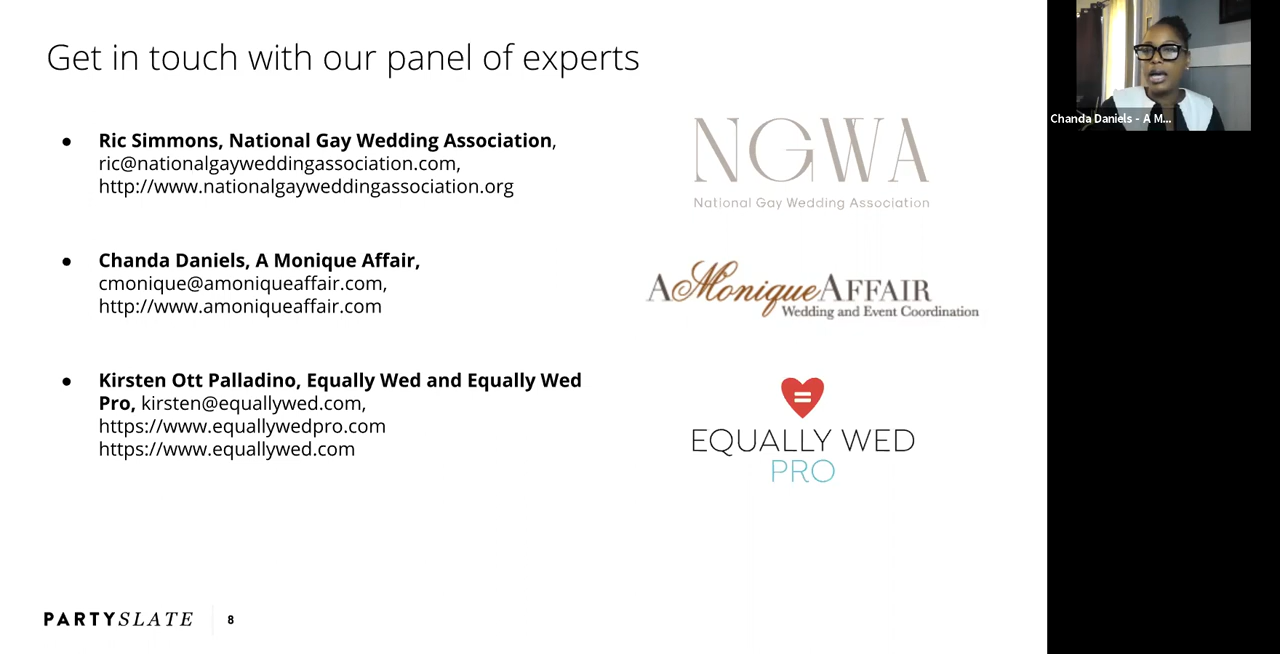 Get in touch with our panel of experts
● Ric Simmons, National Gay Wedding Association,
ric@nationalgayweddingassociation.com,
http://www.nationalgayweddingassociation.org
● Chanda Daniels, A Monique Affair,
cmonique@amoniqueaffair.com,
http://www.amoniqueaffair.com
● Kirsten Ott Palladino, Equally Wed and Equally Wed
Pro, kirsten@equallywed.com,
https://www.equallywedpro.com
https://www.equallywed.com
NGWA
National Gay Wedding Association
A Monique AFFAIR
Wedding and Event Coordination
=
EQUALLY WED
PRO
PARTYSLATE
8
Chanda Daniels - A M...